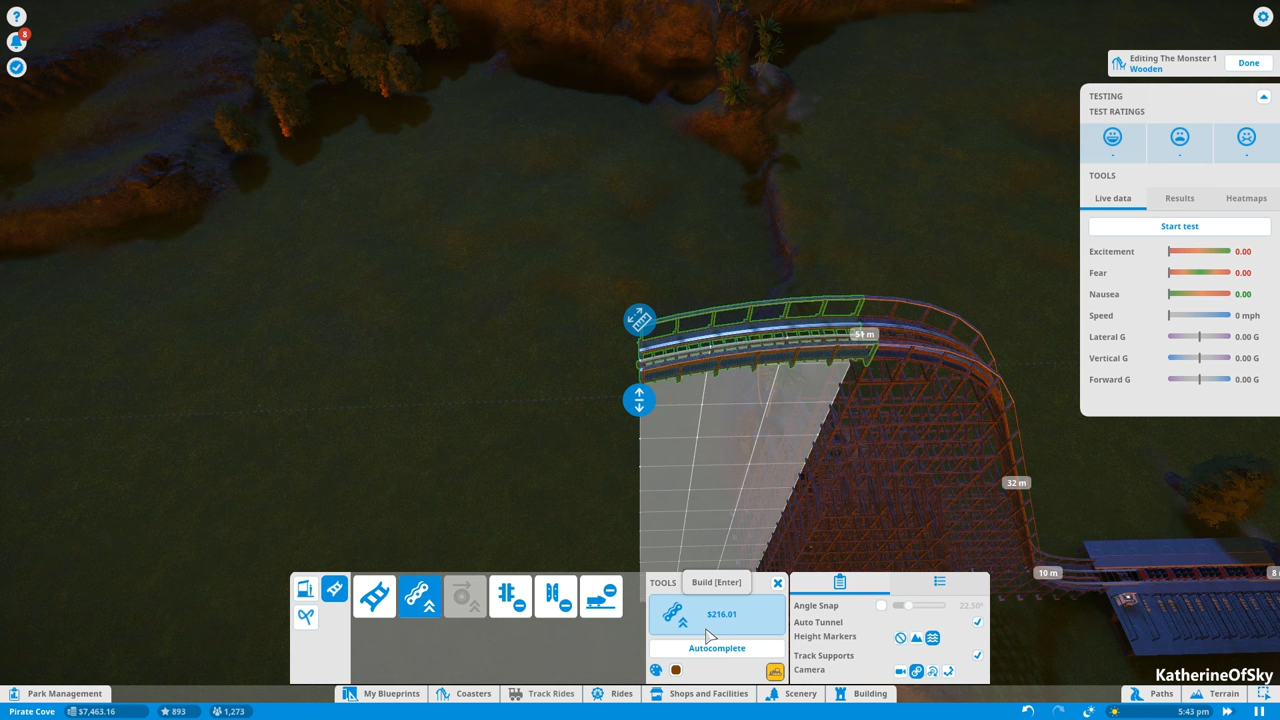 8
Editing The Monster 1
Wooden
Done
TESTING
TEST RATINGS
-
-
-
TOOLS
Live data
Results
Heatmaps
Start test
Excitement
0.00
Fear
0.00
Nausea
0.00
Speed
0 mph
Lateral G
0.00 G
Vertical G
0.00 G
Forward G
0.00 G
51 m
32 m
10 m
8
TOOLS
Build [Enter]
$216.01
Autocomplete
Angle Snap
22.50°
Auto Tunnel
Height Markers
Track Supports
Camera
KatherineOfSky
Park Management
My Blueprints
Coasters
Track Rides
Rides
Shops and Facilities
Scenery
Building
Paths
Terrain
Pirate Cove
$7,463.16
893
1,273
5:43 pm